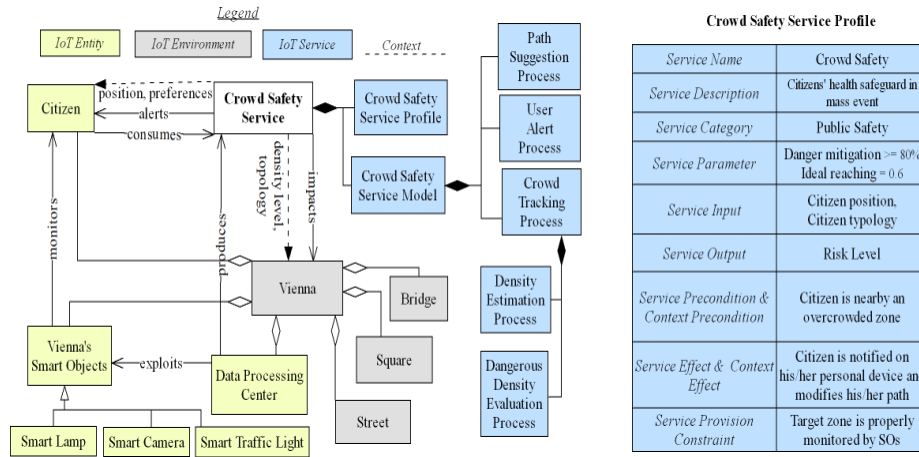 Legend
IoT Entity
IoT Environment
IoT Service
Context
Citizen
position, preferences
alerts
consumes
Crowd Safety
Service
Crowd Safety
Service Profile
Crowd Safety
Service Model
Path
Suggestion
Process
User
Alert
Process
Crowd
Tracking
Process
Density
Estimation
Process
Dangerous
Density
Evaluation
Process
monitors
produces
density level,
topology
impacts
Vienna
Bridge
Square
Street
Vienna's
Smart Objects
exploits
Data Processing
Center
Smart Lamp
Smart Camera
Smart Traffic Light
Crowd Safety Service Profile
Service Name
Crowd Safety
Service Description
Citizens' health safeguard in
mass event
Service Category
Public Safety
Service Parameter
Danger mitigation >= 80%
Ideal reaching = 0.6
Service Input
Citizen position,
Citizen typology
Service Output
Risk Level
Service Precondition &
Context Precondition
Citizen is nearby an
overcrowded zone
Service Effect & Context
Effect
Citizen is notified on
his/her personal device an
modifies his/her path
Service Provision
Constraint
Target zone is properly
monitored by SOs